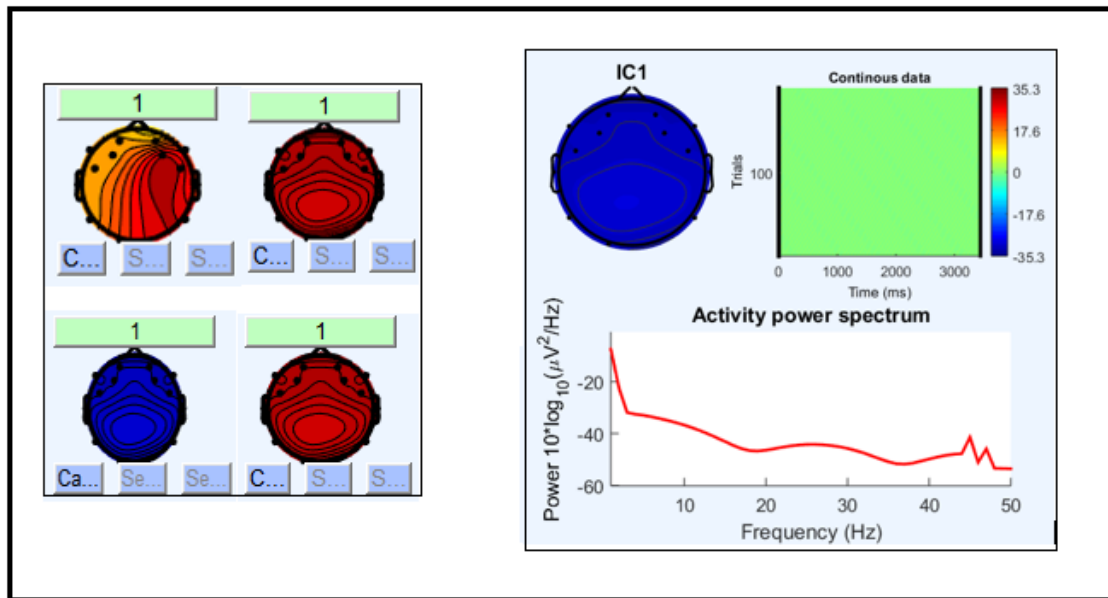 1
1
C... S... S...
C... S... S...
1
1
Ca... Se... Se...
C... S... S...
IC1
Continous data
Trials
100
0 1000 2000 3000
Time (ms)
35.3
17.6
0
-17.6
-35.3
Activity power spectrum
Power 10*log10(μV2/Hz)
-20
-40
-60
10 20 30 40 50
Frequency (Hz)